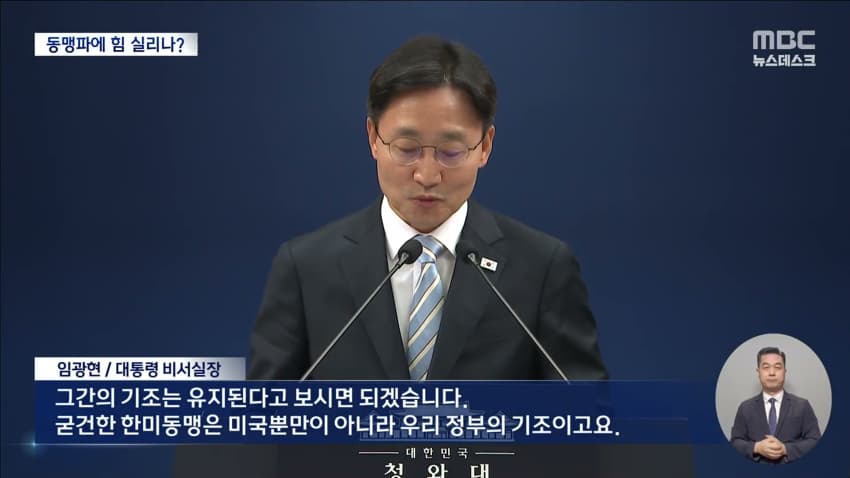 동맹파에 힘 실리나?
MBC
뉴스데스크
임광현 / 대통령 비서실장
그간의 기조는 유지된다고 보시면 되겠습니다.
굳건한 한미동맹은 미국뿐만이 아니라 우리 정부의 기조이고요.
대한민국
청와대